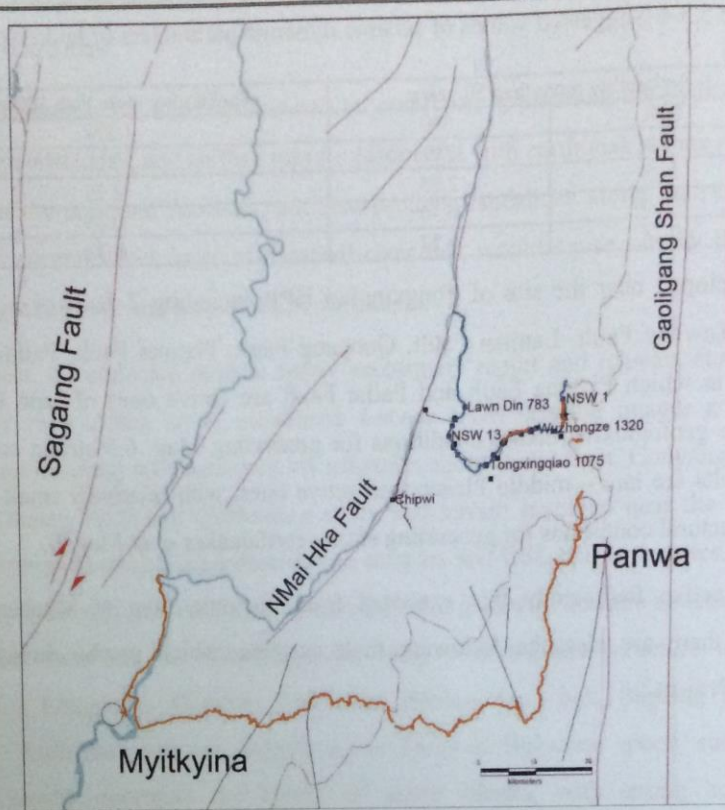 Sagaing Fault
Gaoligang Shan Fault
NSW 1
Lawn Din 783
Wuzhongze 1320
NSW 13
Tongxingqiao 1075
Chipwi
NMai Hka Fault
Panwa
Myitkyina
kilometers